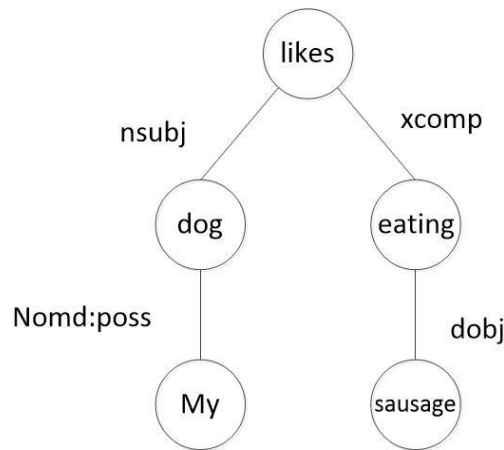 likes
nsubj
xcomp
dog
eating
Nomd:poss
dobj
My
sausage